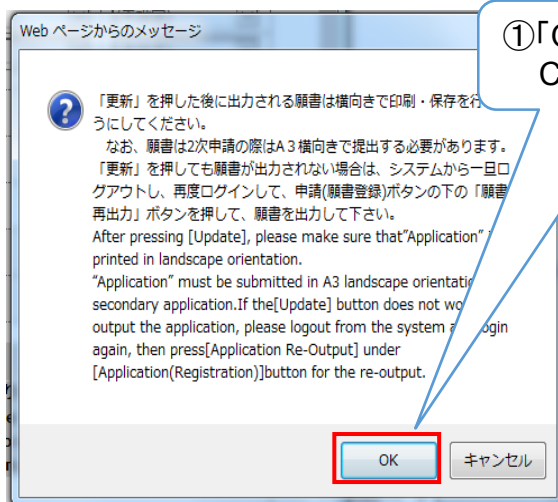 Web ページからのメッセージ
①「
「更新」を押した後に出力される願書は横向きで印刷・保存を行
うにしてください。
なお、願書は2次申請の際はA３横向きで提出する必要があります。
「更新」を押しても願書が出力されない場合は、システムから一旦ロ
グアウトし、再度ログインして、申請(願書登録)ボタンの下の「願書
再出力」ボタンを押して、願書を出力して下さい。
After pressing [Update], please make sure that"Application"
printed in landscape orientation.
"Application" must be submitted in A3 landscape
secondary application.If the[Update] button does not
output the application, please logout from the system
again, then press[Application Re-Output] under
[Application(Registration)]button for the re-output.
OK
キャンセル